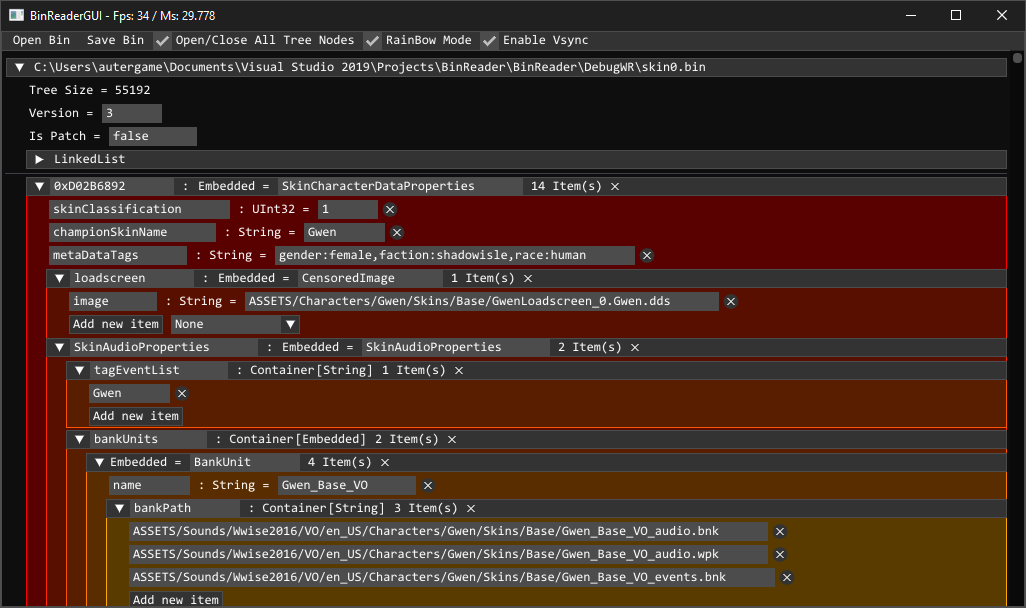 BinReaderGUI - Fps: 34 / Ms: 29.778
Open Bin Save Bin Open/Close All Tree Nodes RainBow Mode Enable Vsync
C:\Users\autergame\Documents\Visual Studio 2019\Projects\BinReader\BinReader\DebugWR\skin0.bin
Tree Size = 55192
Version = 3
Is Patch = false
LinkedList
0xD02B6892 : Embedded = SkinCharacterDataProperties 14 Item(s)
skinClassification : UInt32 = 1
championSkinName : String = Gwen
metaDataTags : String = gender:female,faction:shadowisle,race:human
loadscreen : Embedded = CensoredImage 1 Item(s)
image : String = ASSETS/Characters/Gwen/Skins/Base/GwenLoadscreen_0.Gwen.dds
Add new item None
SkinAudioProperties : Embedded = SkinAudioProperties 2 Item(s)
tagEventList : Container[String] 1 Item(s)
Gwen
Add new item
bankUnits : Container[Embedded] 2 Item(s)
Embedded = BankUnit 4 Item(s)
name : String = Gwen_Base_VO
bankPath : Container[String] 3 Item(s)
ASSETS/Sounds/Wwise2016/VO/en_US/Characters/Gwen/Skins/Base/Gwen_Base_VO_audio.bnk
ASSETS/Sounds/Wwise2016/VO/en_US/Characters/Gwen/Skins/Base/Gwen_Base_VO_audio.wpk
ASSETS/Sounds/Wwise2016/VO/en_US/Characters/Gwen/Skins/Base/Gwen_Base_VO_events.bnk
Add new item